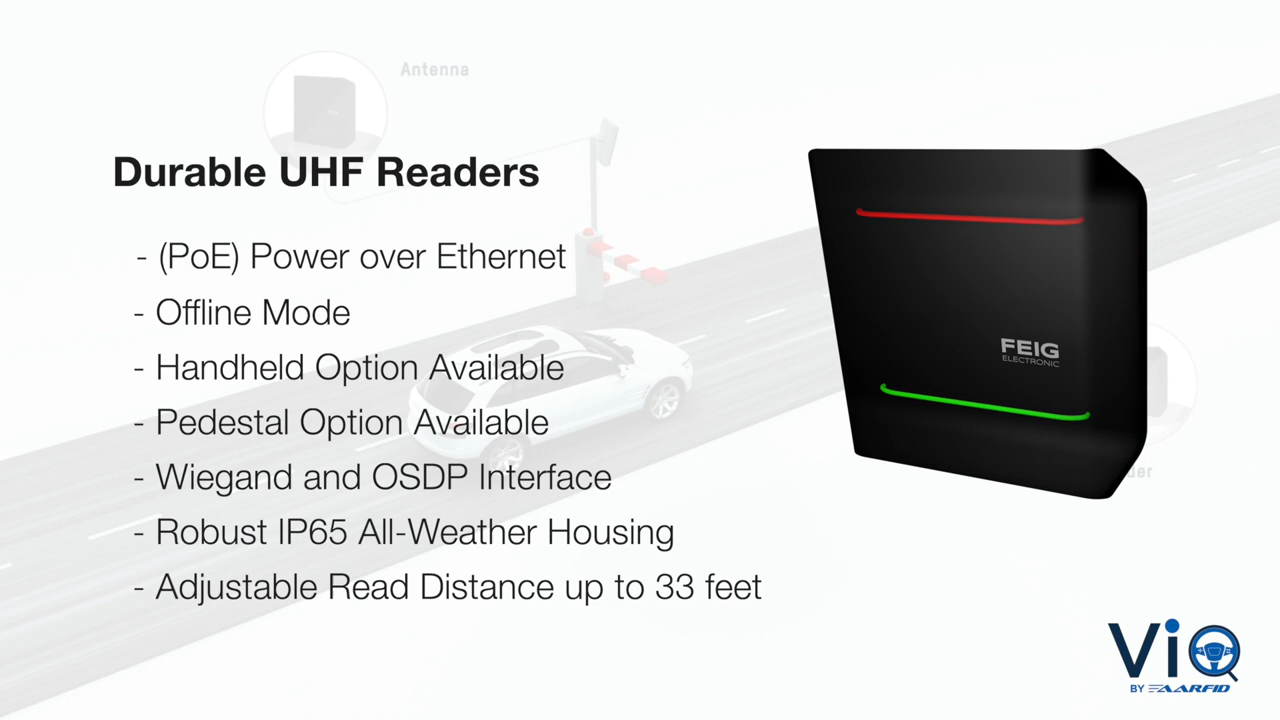 Antenna
Durable UHF Readers
- (PoE) Power over Ethernet
- Offline Mode
- Handheld Option Available
- Pedestal Option Available
- Wiegand and OSDP Interface
- Robust IP65 All-Weather Housing
- Adjustable Read Distance up to 33 feet
FEIG
ELECTRONIC
ViQ
BY AARFID